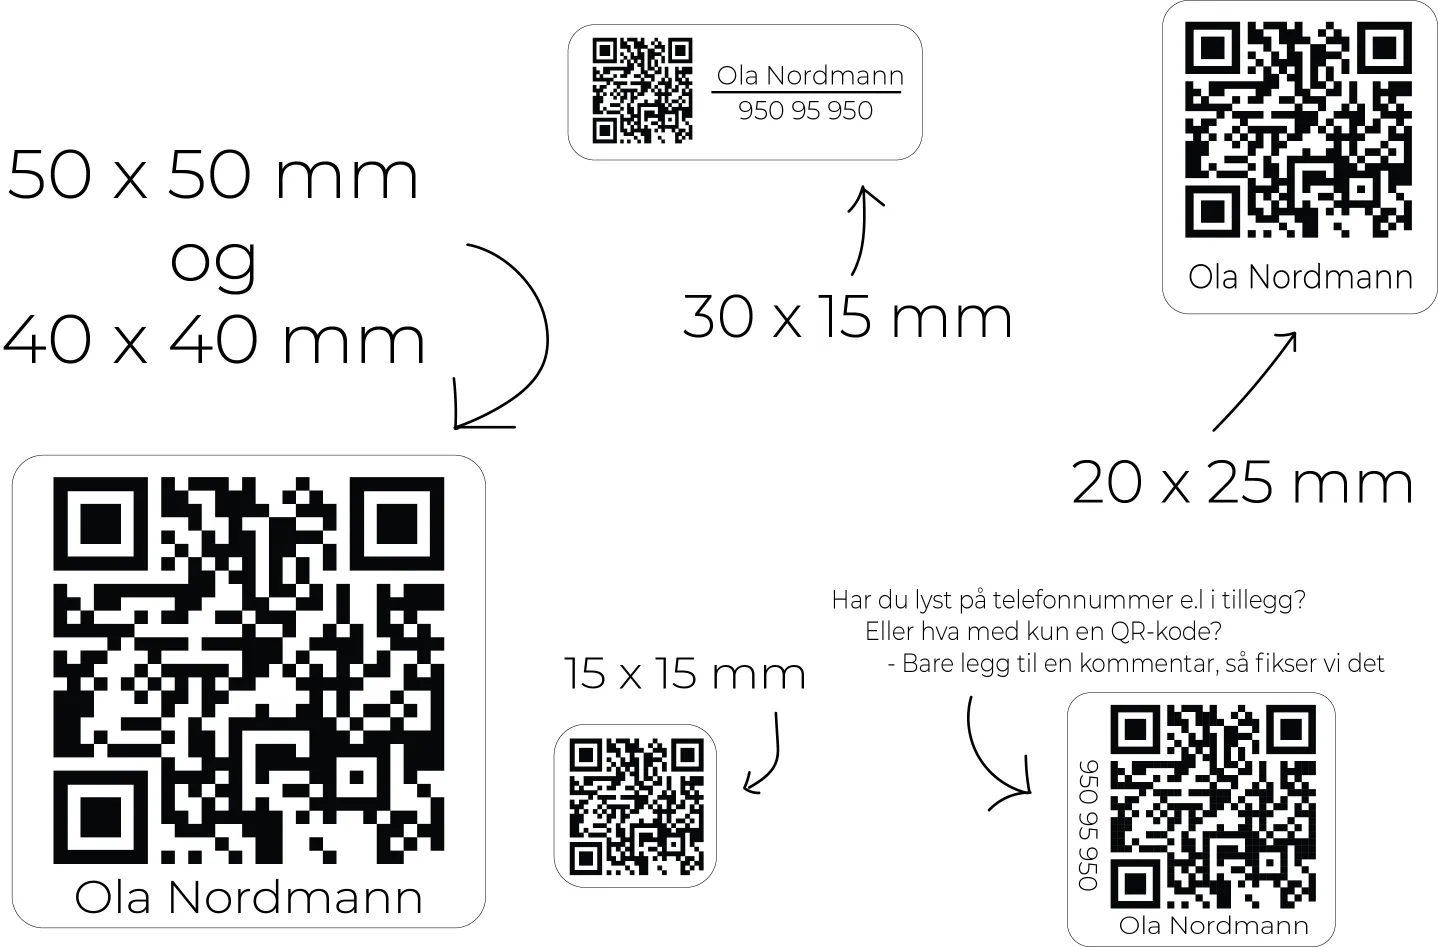 50 x 50 mm
og
40 x 40 mm
Ola Nordmann
Ola Nordmann
950 95 950
30 x 15 mm
Ola Nordmann
20 x 25 mm
15 x 15 mm
Har du lyst på telefonnummer e.l i tillegg?
Eller hva med kun en QR-kode?
- Bare legg til en kommentar, så fikser vi det
950 95 950
Ola Nordmann